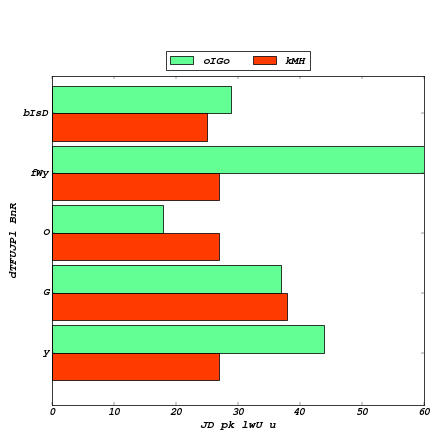 oIGo kMH
bIsD
fWy
O
G
y
dTFUJPl BnR
0 10 20 30 40 50 60
JD pk lwU u